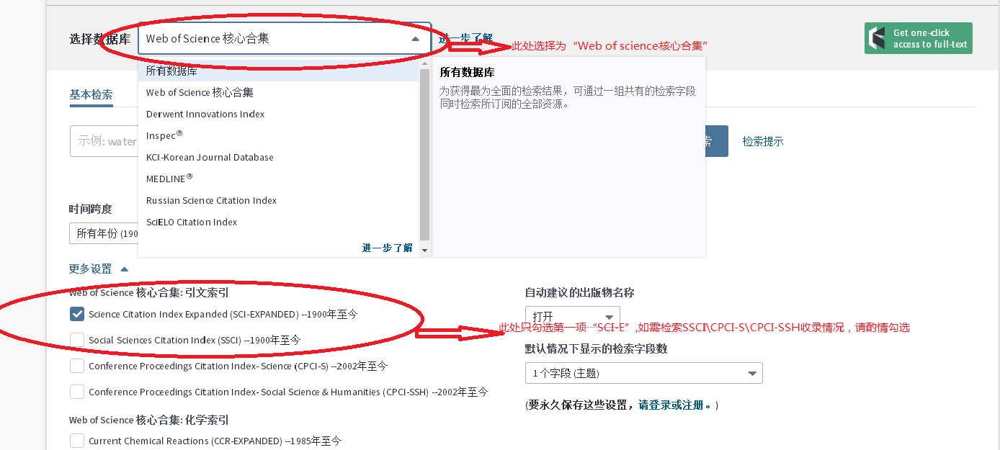 选择数据库
Web of Science 核心合集
进一步了解
此处选择为“Web of science核心合集”
Get one-click
access to full-text
所有数据库
Web of Science 核心合集
Derwent Innovations Index
Inspec®
KCI-Korean Journal Database
MEDLINE®
Russian Science Citation Index
SciELO Citation Index
进一步了解
所有数据库
为获得最为全面的检索结果，可通过一组共有的检索字段
同时检索所订阅的全部资源。
基本检索
示例: water
索
检索提示
时间跨度
所有年份 (190
更多设置
Web of Science 核心合集: 引文索引
Science Citation Index Expanded (SCI-EXPANDED) --1900年至今
Social Sciences Citation Index (SSCI) --1900年至今
Conference Proceedings Citation Index- Science (CPCI-S) --2002年至今
Conference Proceedings Citation Index- Social Science & Humanities (CPCI-SSH) --2002年至今
Web of Science 核心合集: 化学索引
Current Chemical Reactions (CCR-EXPANDED) --1985年至今
自动建议的出版物名称
打开
此处只勾选第一项“SCI-E”,如需检索SSCI\CPCI-S\CPCI-SSH收录情况，请酌情勾选
默认情况下显示的检索字段数
1 个字段 (主题)
(要永久保存这些设置，请登录或注册。)